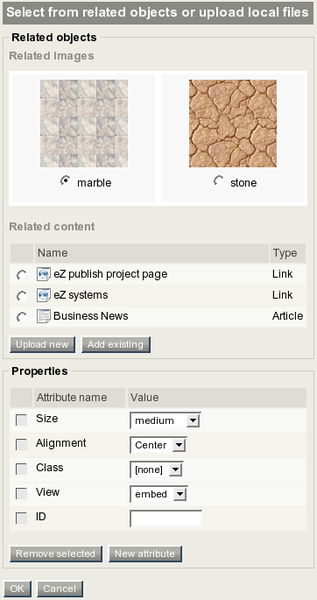 Select from related objects or upload local files
Related objects
Related images
marble stone
Related content
Name Type
eZ publish project page Link
eZ systems Link
Business News Article
Upload new Add existing
Properties
Attribute name Value
Size medium
Alignment Center
Class [none]
View embed
ID
Remove selected New attribute
OK Cancel